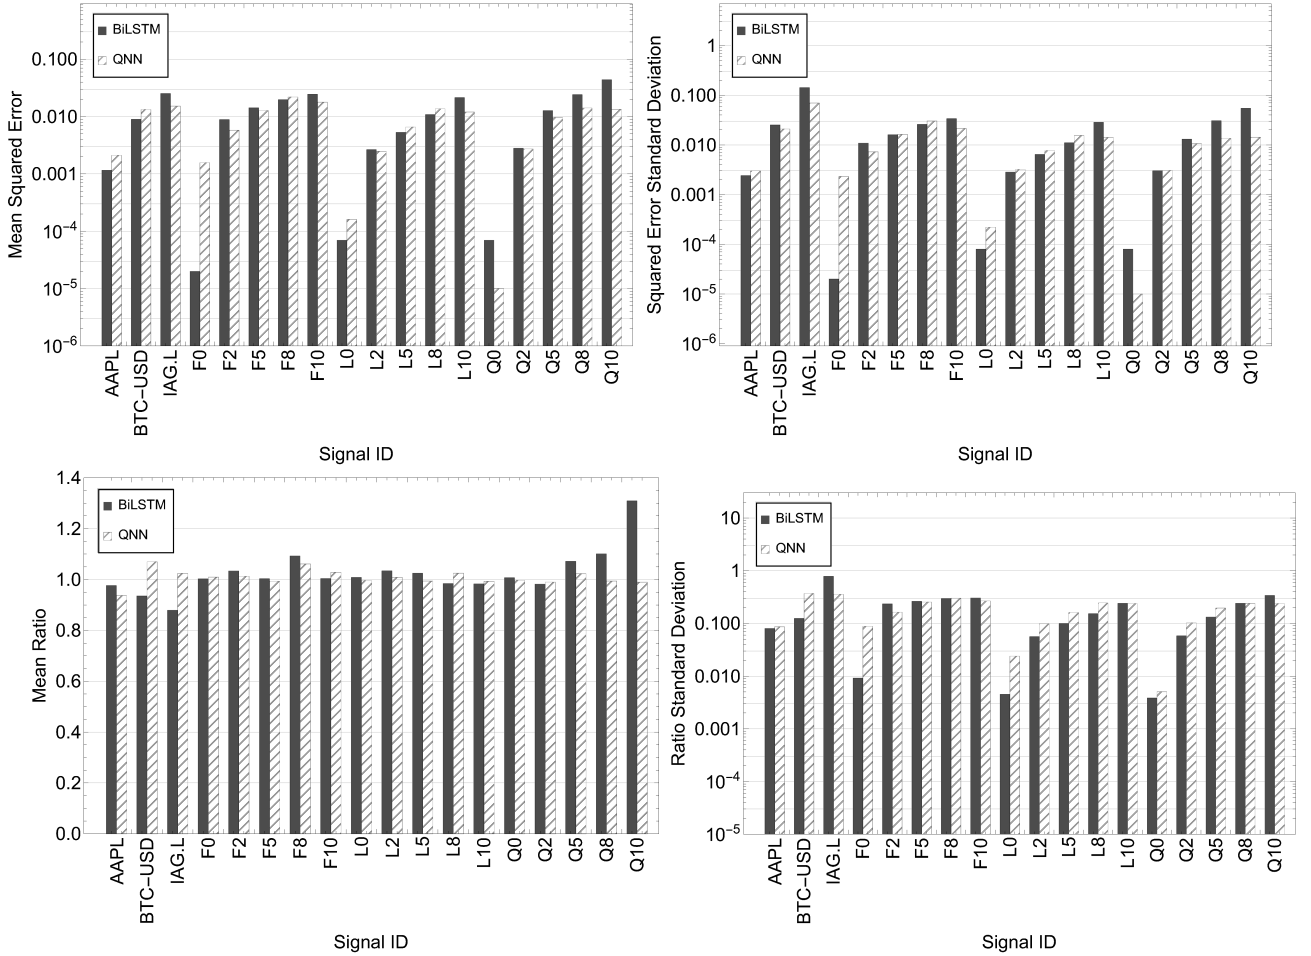 BiLSTM
QNN
Mean Squared Error
0.100
0.010
0.001
10−4
10−5
10−6
AAPL
BTC−USD
IAG.L
F0
F2
F5
F8
F10
L0
L2
L5
L8
L10
Q0
Q2
Q5
Q8
Q10
Signal ID
BiLSTM
QNN
Squared Error Standard Deviation
1
0.100
0.010
0.001
10−4
10−5
10−6
AAPL
BTC−USD
IAG.L
F0
F2
F5
F8
F10
L0
L2
L5
L8
L10
Q0
Q2
Q5
Q8
Q10
Signal ID
BiLSTM
QNN
Mean Ratio
1.4
1.2
1.0
0.8
0.6
0.4
0.2
0.0
AAPL
BTC−USD
IAG.L
F0
F2
F5
F8
F10
L0
L2
L5
L8
L10
Q0
Q2
Q5
Q8
Q10
Signal ID
BiLSTM
QNN
Ratio Standard Deviation
10
1
0.100
0.010
0.001
10−4
10−5
AAPL
BTC−USD
IAG.L
F0
F2
F5
F8
F10
L0
L2
L5
L8
L10
Q0
Q2
Q5
Q8
Q10
Signal ID